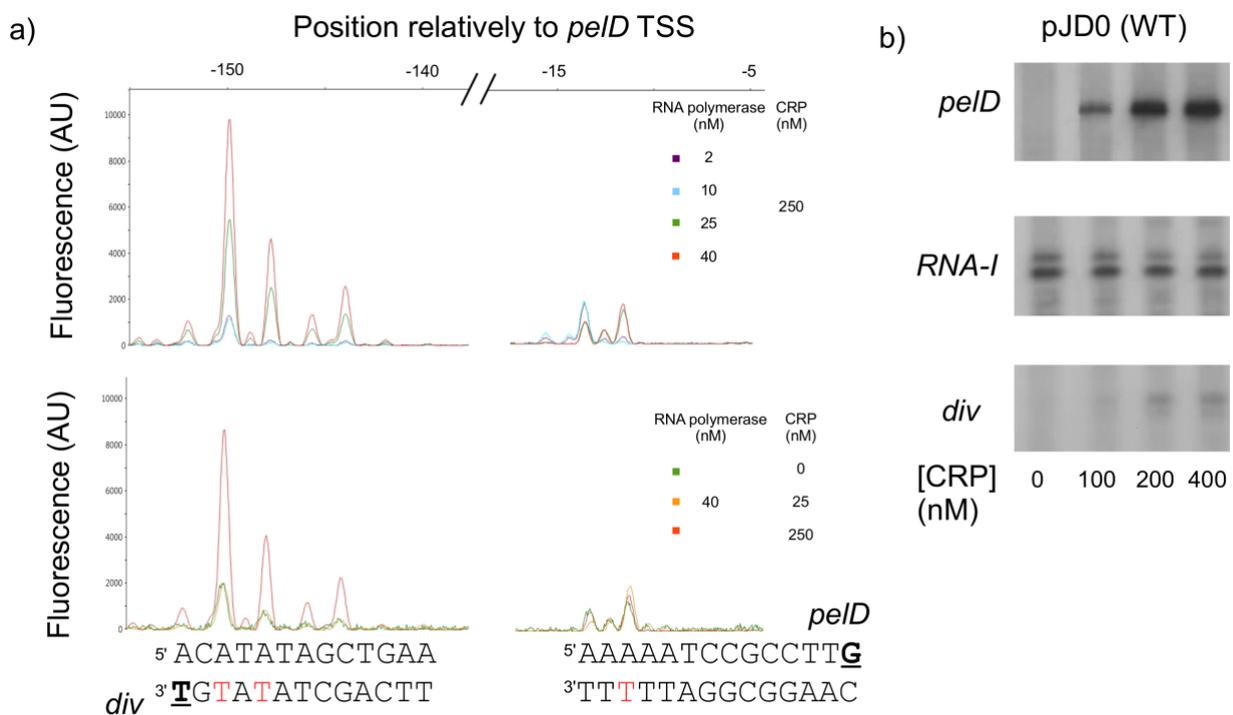 a)
Position relatively to pelD TSS
-150
-140
-15
-5
Fluorescence (AU)
10000
8000
6000
4000
2000
0
RNA polymerase
(nM)
CRP
(nM)
2
10
25
40
250
Fluorescence (AU)
10000
8000
6000
4000
2000
0
RNA polymerase
(nM)
CRP
(nM)
0
40
25
250
pelD
5' ACATATAGCTGAA
5'AAAAATCCGCCTTG
div 3' TGTATATCGACTT
3'TTTTTAGGCGGAAC
b)
pJD0 (WT)
pelD
RNA-I
div
[CRP]
(nM)
0 100 200 400